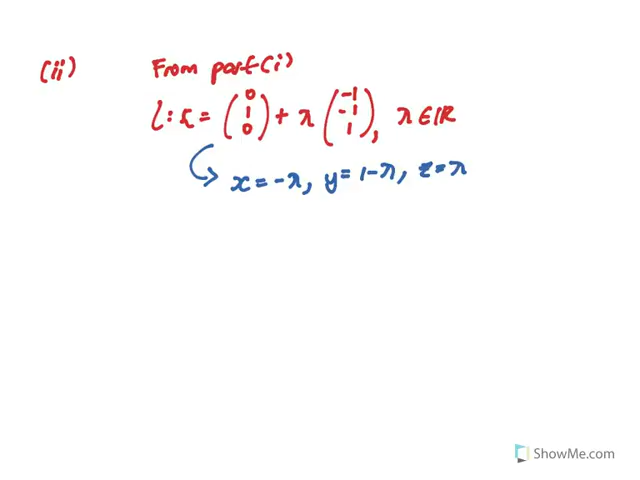 (ii) From part (i)
l: r = (0 1 0) + λ (-1 -1 1), λ ∈ ℝ
x = -λ, y = 1-λ, z = λ
ShowMe.com